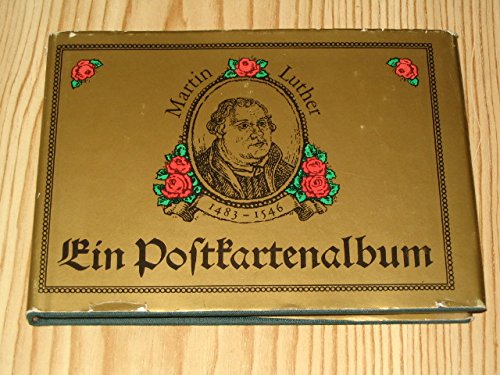 Martin Luther
1483 - 1546
Ein Poſtkartenalbum